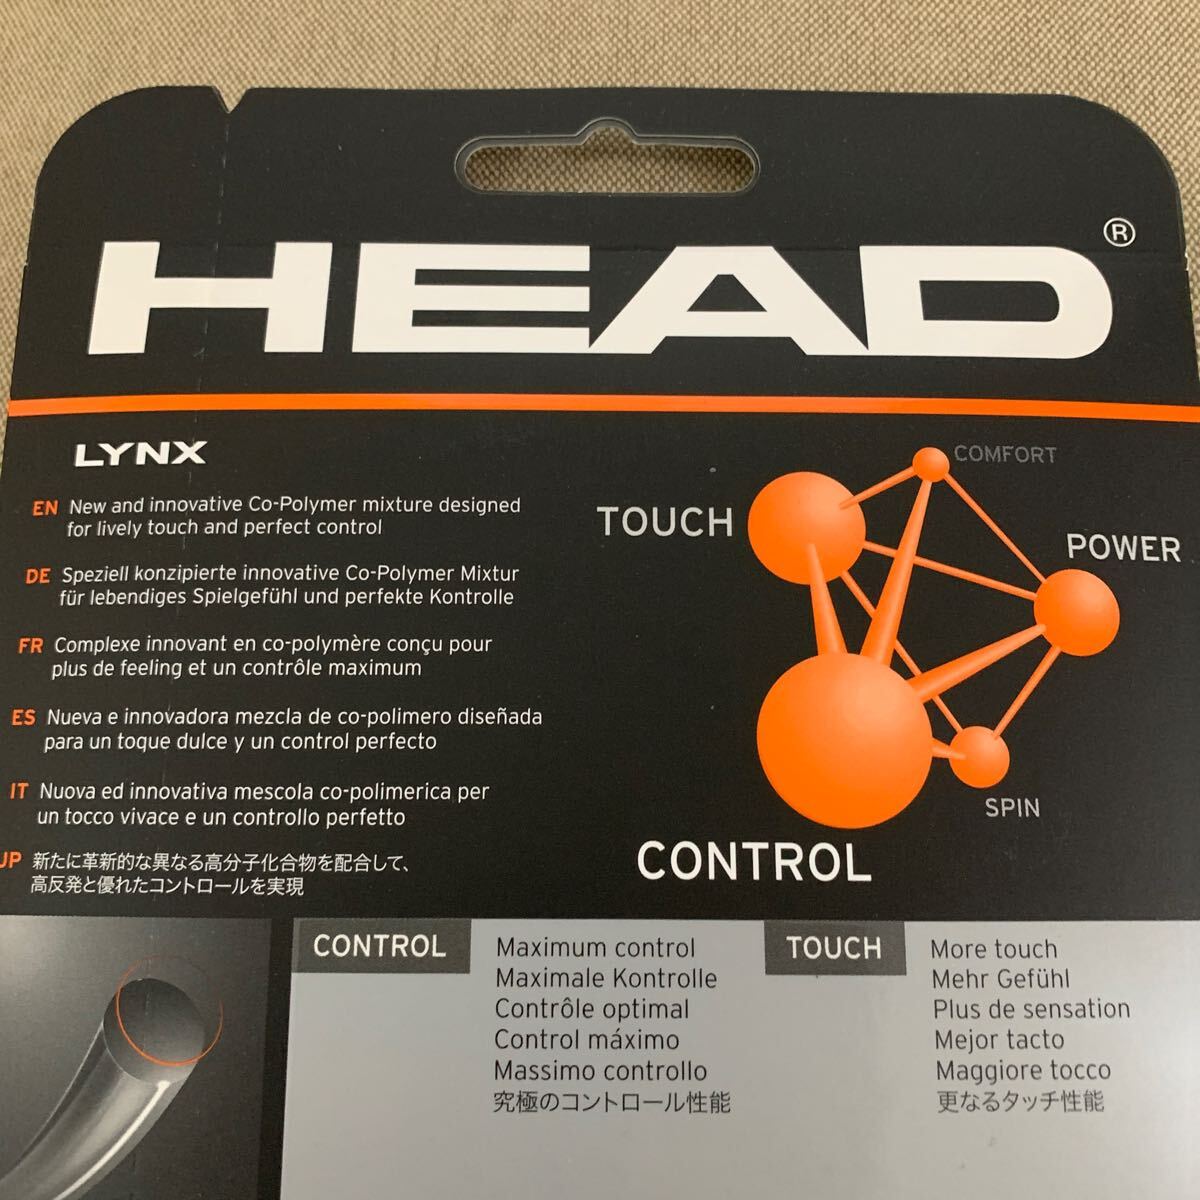 HEAD®
LYNX
EN New and innovative Co-Polymer mixture designed
for lively touch and perfect control
DE Speziell konzipierte innovative Co-Polymer Mixtur
für lebendiges Spielgefühl und perfekte Kontrolle
FR Complexe innovant en co-polymère conçu pour
plus de feeling et un contrôle maximum
ES Nueva e innovadora mezcla de co-polimero diseñada
para un toque dulce y un control perfecto
IT Nuova ed innovativa mescola co-polimerica per
un tocco vivace e un controllo perfetto
JP 新たに革新的な異なる高分子化合物を配合して、
高反発と優れたコントロールを実現
COMFORT
TOUCH
POWER
SPIN
CONTROL
CONTROL
Maximum control
Maximale Kontrolle
Contrôle optimal
Control máximo
Massimo controllo
究極のコントロール性能
TOUCH
More touch
Mehr Gefühl
Plus de sensation
Mejor tacto
Maggiore tocco
更なるタッチ性能